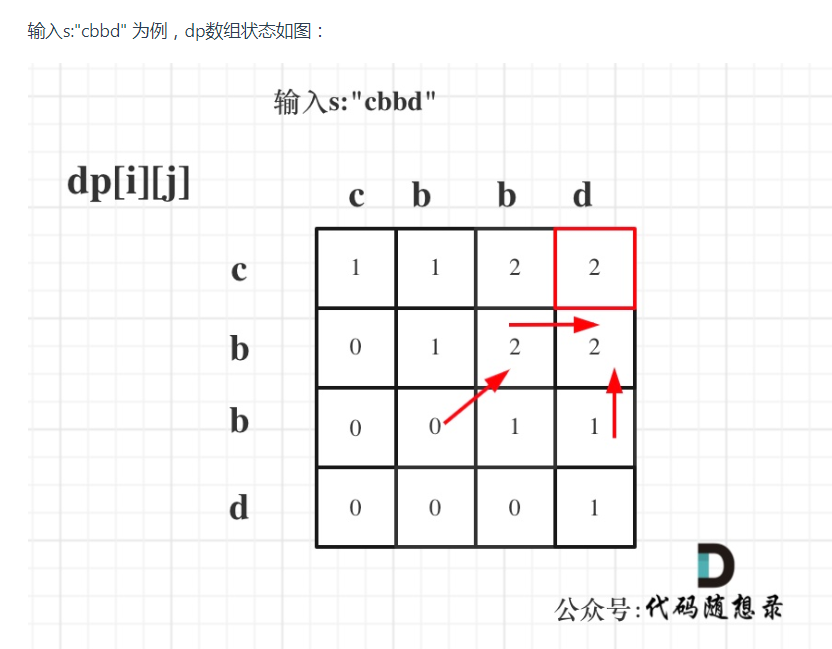 输入s:"cbbd" 为例，dp数组状态如图：
输入s:"cbbd"
dp[i][j]
c b b d
c 1 1 2 2
b 0 1 2 2
b 0 0 1 1
d 0 0 0 1
公众号:代码随想录